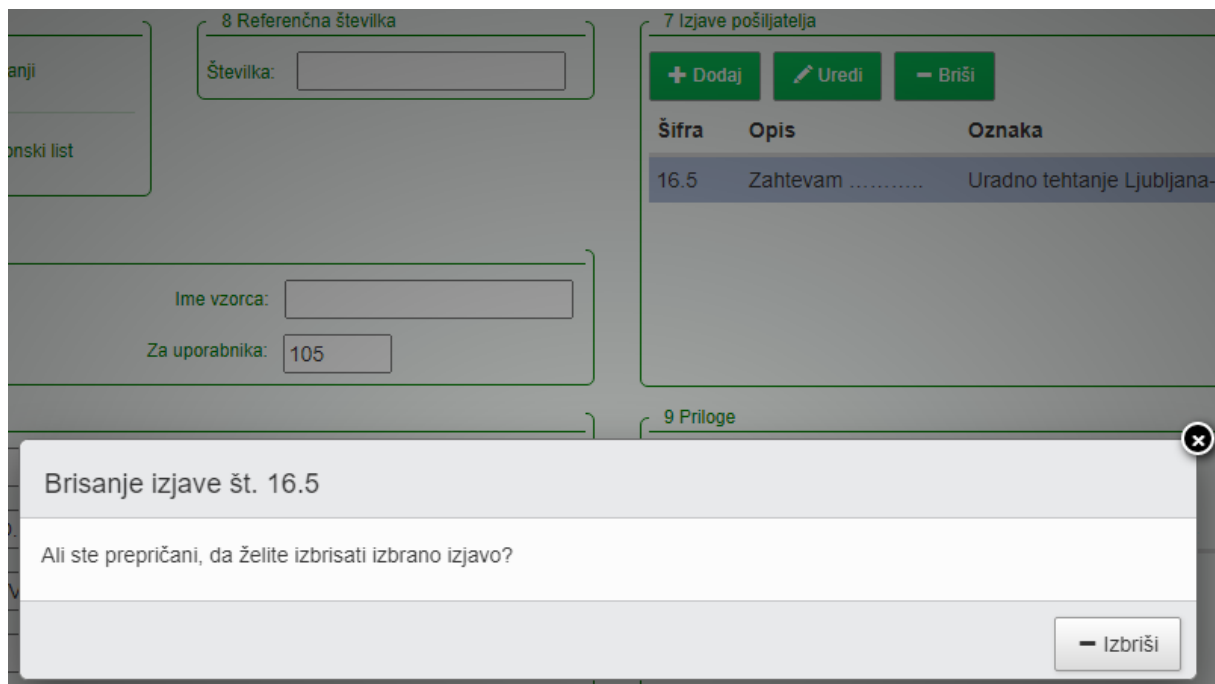 8 Referenčna številka
7 Izjave pošiljatelja
anji
Številka:
Dodaj
Uredi
Briši
Šifra Opis Oznaka
onski list
16.5 Zahtevam ........... Uradno tehtanje Ljubljana-
Ime vzorca:
Za uporabnika: 105
9 Priloge
Brisanje izjave št. 16.5
Ali ste prepričani, da želite izbrisati izbrano izjavo?
Izbriši